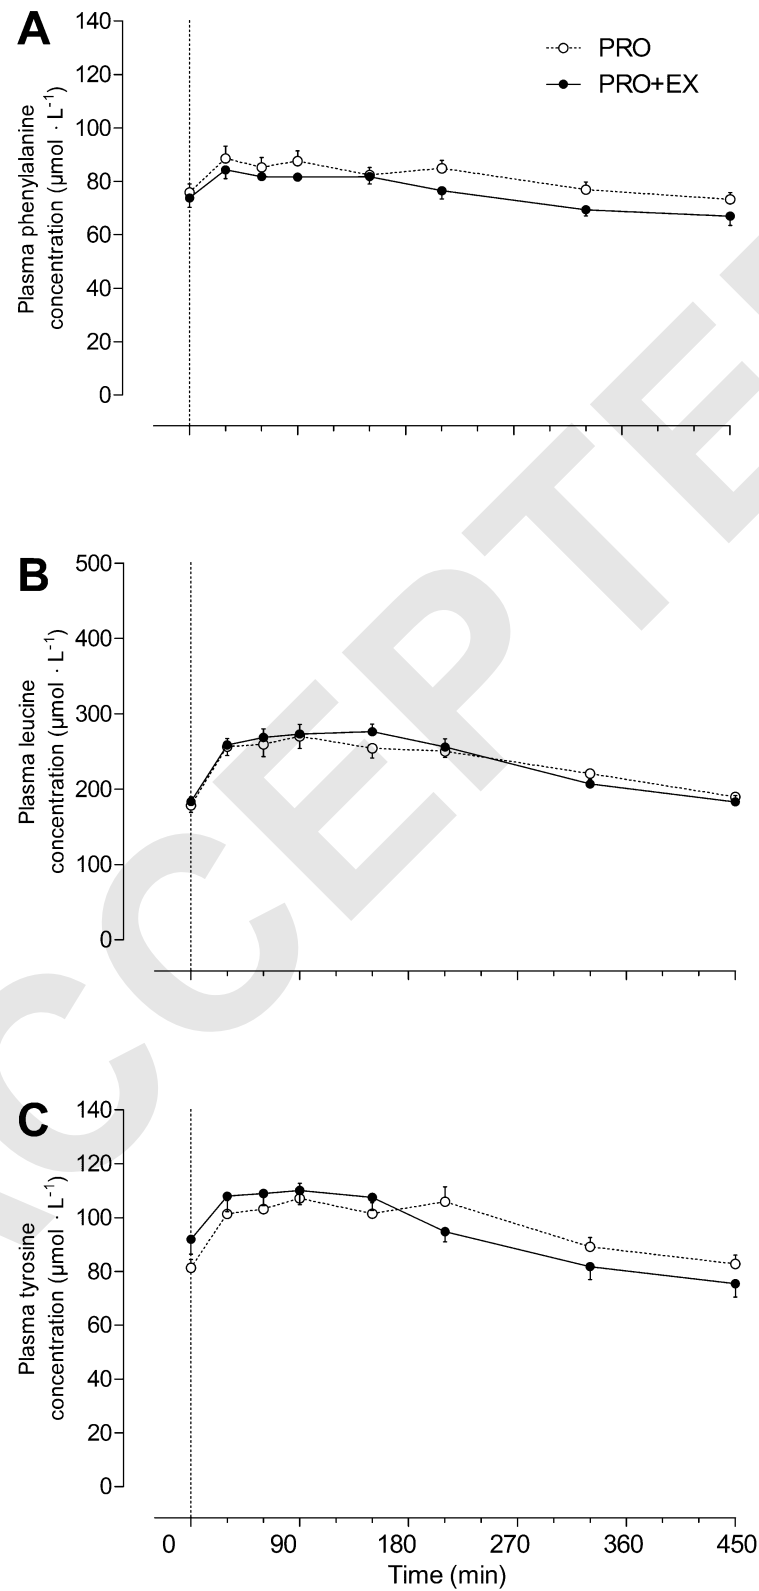 A
140
120
100
80
60
40
20
0
Plasma phenylalanine
concentration (µmol · L⁻¹)
PRO
PRO+EX
B
500
400
300
200
100
0
Plasma leucine
concentration (µmol · L⁻¹)
C
140
120
100
80
60
40
20
0
Plasma tyrosine
concentration (µmol · L⁻¹)
0 90 180 270 360 450
Time (min)
CCEPTE